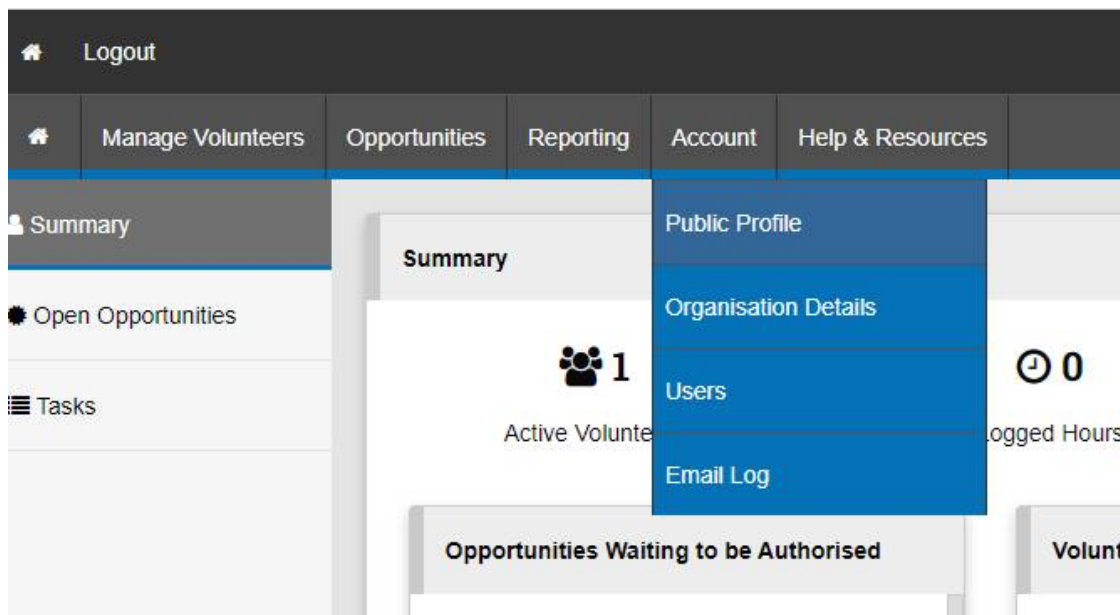 Logout
Manage Volunteers Opportunities Reporting Account Help & Resources
Summary
Open Opportunities
Tasks
Public Profile
Organisation Details
Users
Email Log
Summary
1
Active Volunte
0
ogged Hours
Opportunities Waiting to be Authorised
Volunt